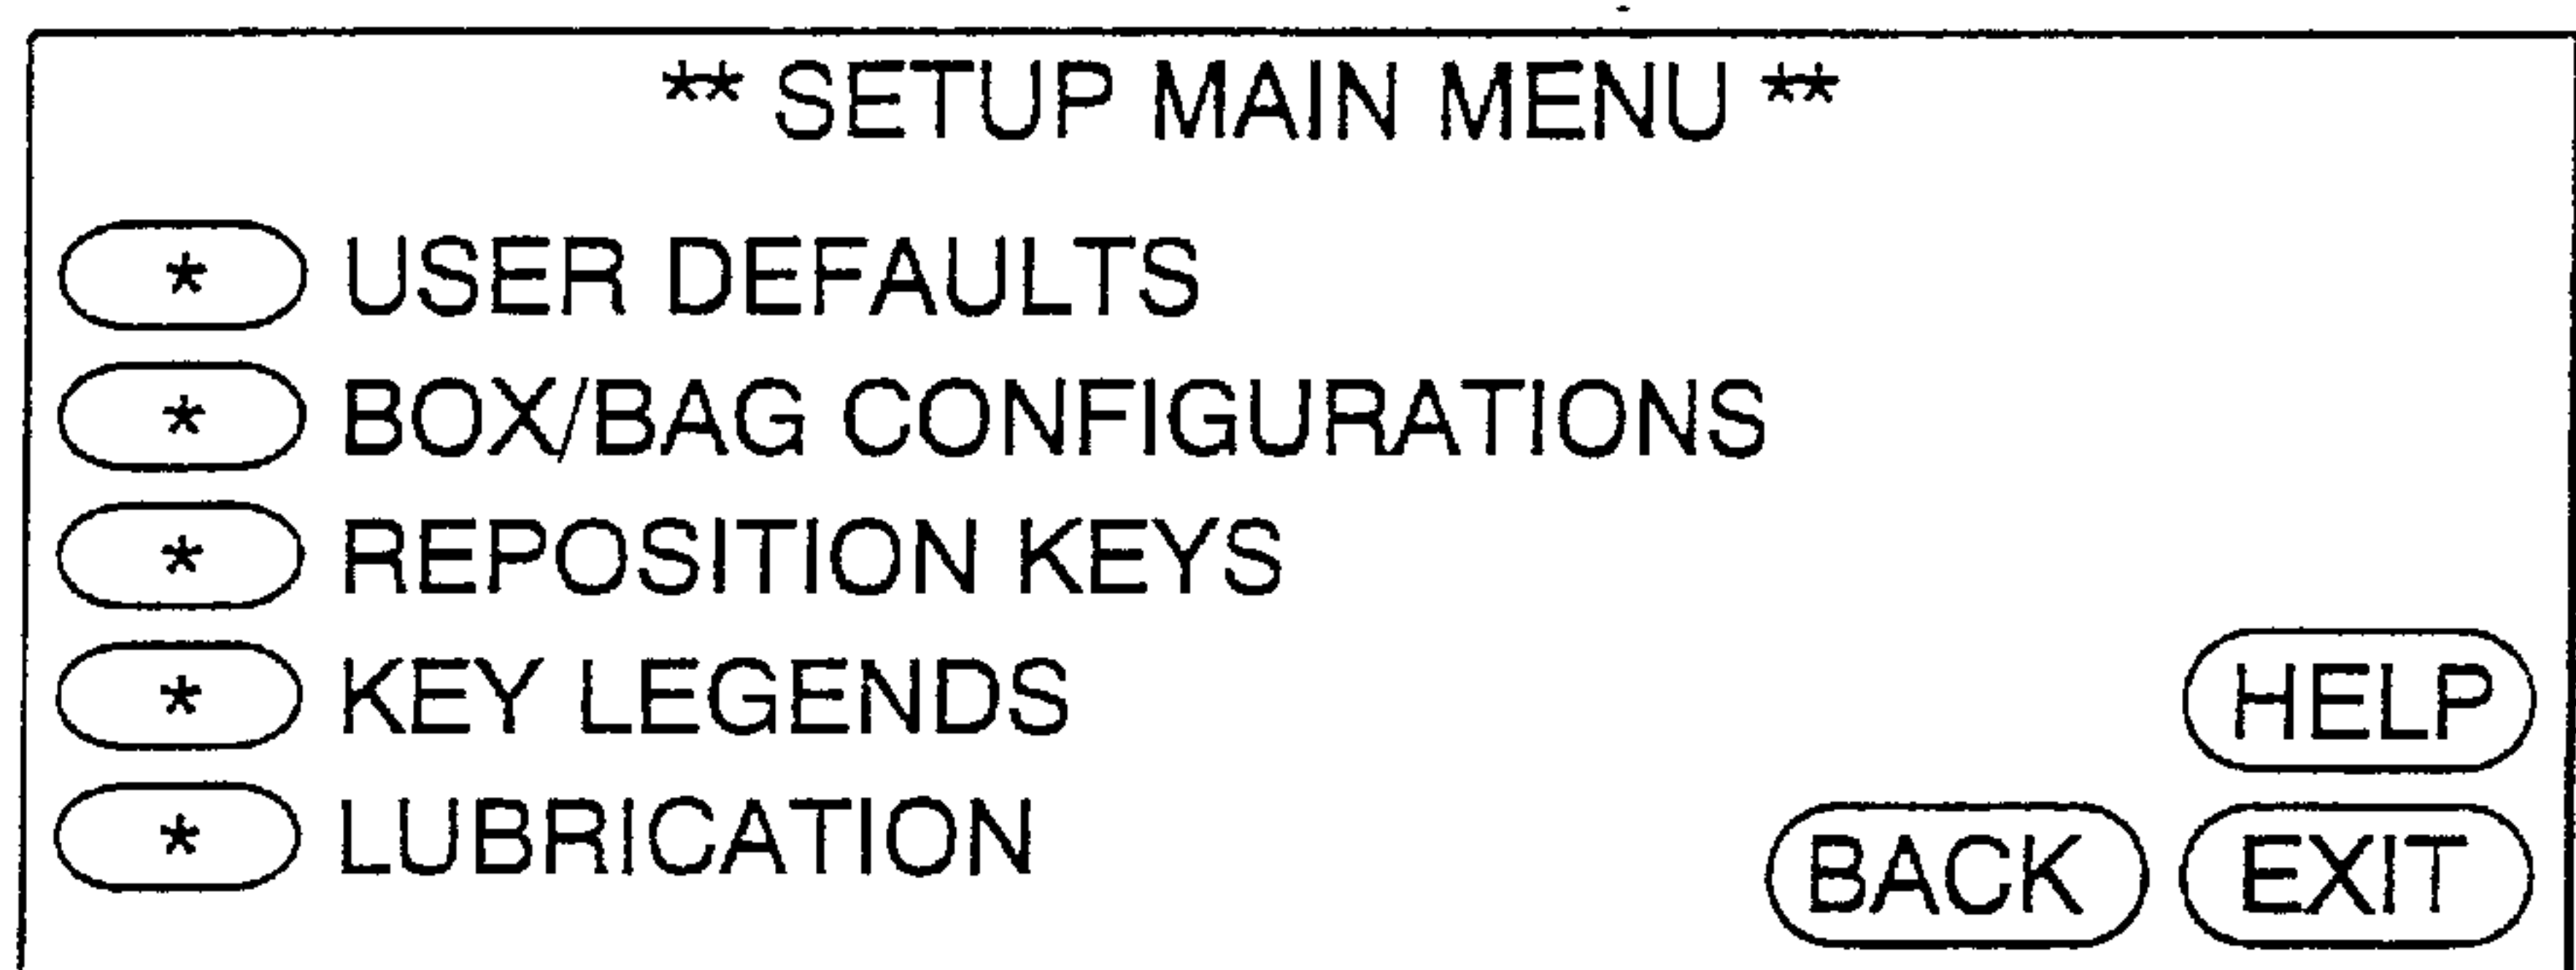 ** SETUP MAIN MENU **
* USER DEFAULTS
* BOX/BAG CONFIGURATIONS
* REPOSITION KEYS
* KEY LEGENDS
HELP
* LUBRICATION
BACK EXIT